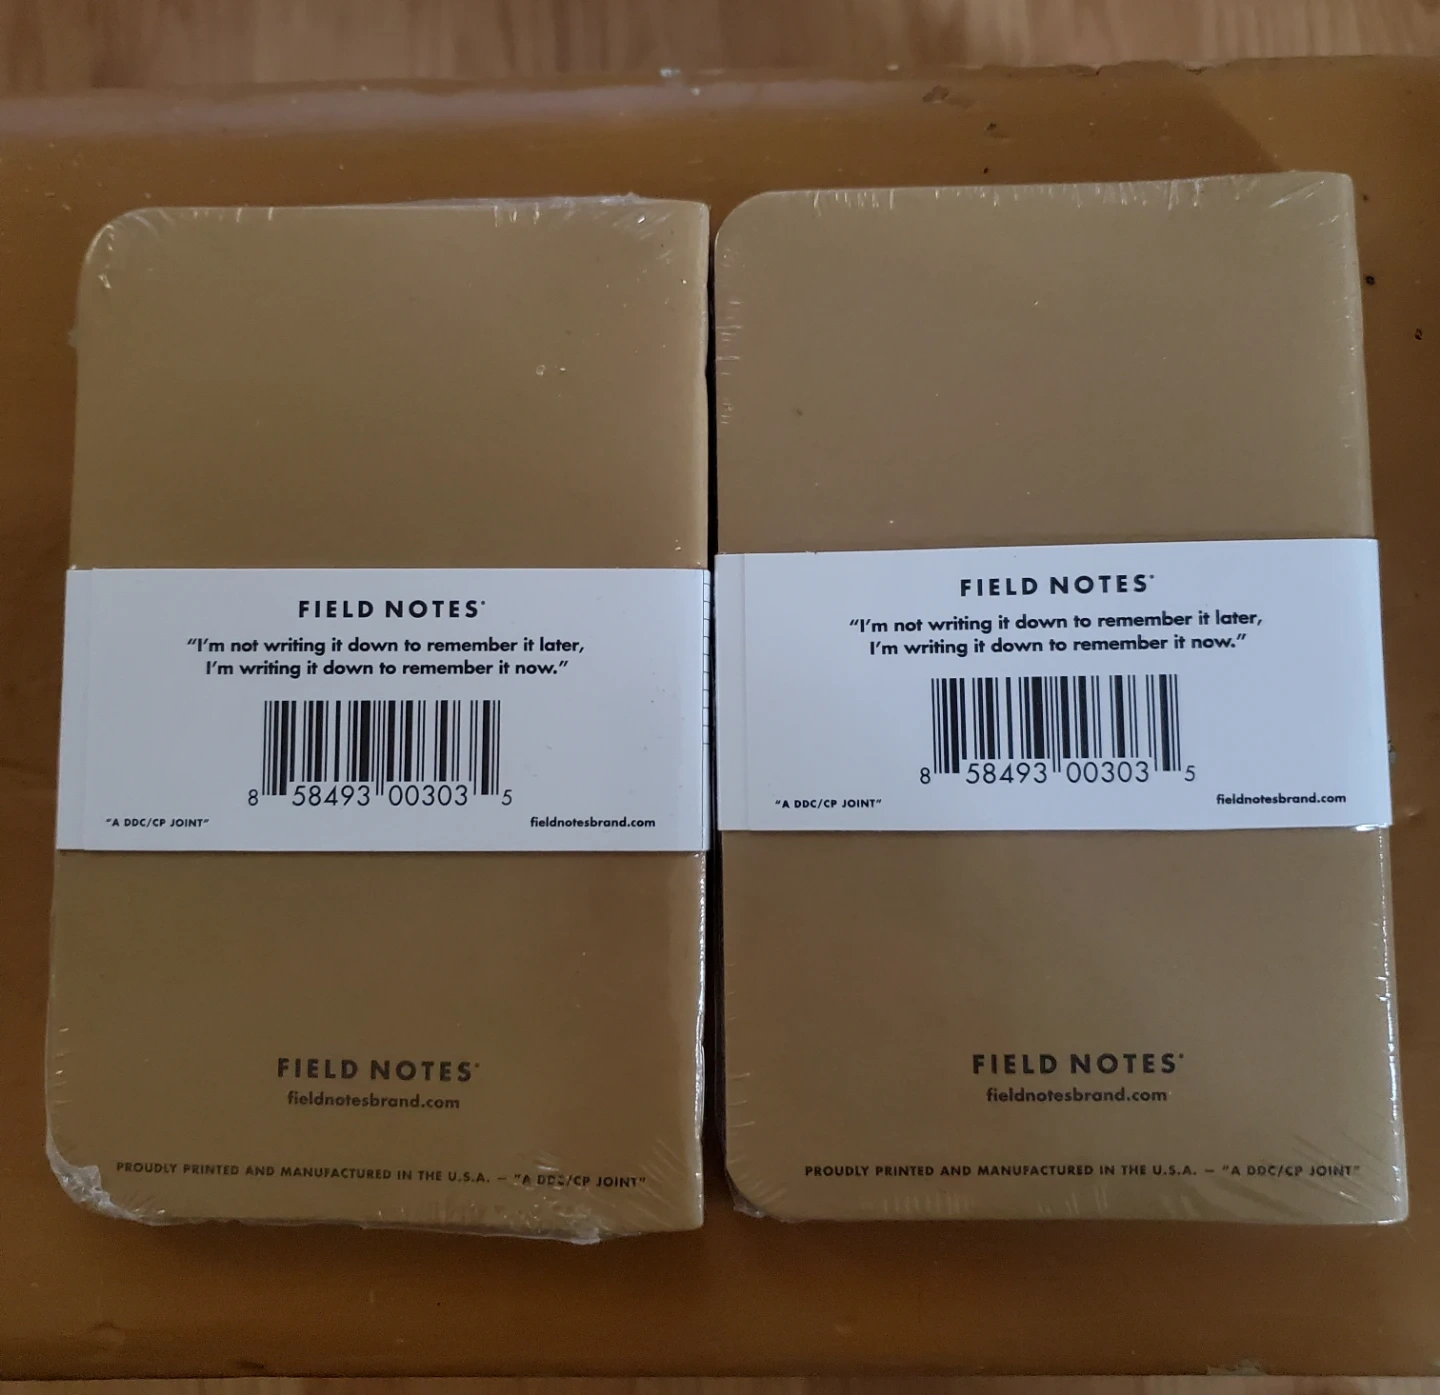 FIELD NOTES
“I’m not writing it down to remember it later,
I’m writing it down to remember it now.”
8 58493 00303 5
“A DDC/CP JOINT”
fieldnotesbrand.com
FIELD NOTES
fieldnotesbrand.com
PROUDLY PRINTED AND MANUFACTURED IN THE U.S.A. — “A DDC/CP JOINT”
FIELD NOTES
“I’m not writing it down to remember it later,
I’m writing it down to remember it now.”
8 58493 00303 5
“A DDC/CP JOINT”
fieldnotesbrand.com
FIELD NOTES
fieldnotesbrand.com
PROUDLY PRINTED AND MANUFACTURED IN THE U.S.A. — “A DDC/CP JOINT”